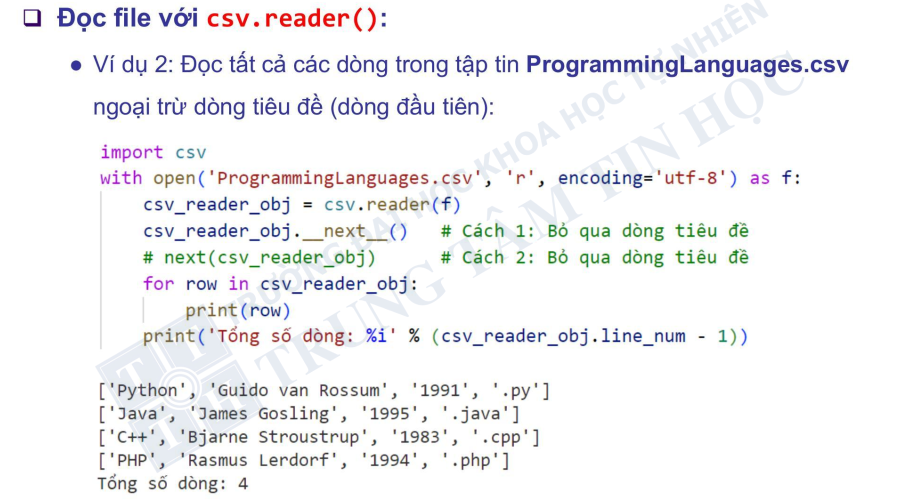 Đọc file với csv.reader():
Ví dụ 2: Đọc tất cả các dòng trong tập tin ProgrammingLanguages.csv
ngoại trừ dòng tiêu đề (dòng đầu tiên):
import csv
with open('ProgrammingLanguages.csv', 'r', encoding='utf-8') as f:
    csv_reader_obj = csv.reader(f)
    csv_reader_obj.__next__()   # Cách 1: Bỏ qua dòng tiêu đề
    # next(csv_reader_obj)      # Cách 2: Bỏ qua dòng tiêu đề
    for row in csv_reader_obj:
        print(row)
    print('Tổng số dòng: %i' % (csv_reader_obj.line_num - 1))
['Python', 'Guido van Rossum', '1991', '.py']
['Java', 'James Gosling', '1995', '.java']
['C++', 'Bjarne Stroustrup', '1983', '.cpp']
['PHP', 'Rasmus Lerdorf', '1994', '.php']
Tổng số dòng: 4
TRƯỜNG ĐẠI HỌC KHOA HỌC TỰ NHIÊN
TRUNG TÂM TIN HỌC